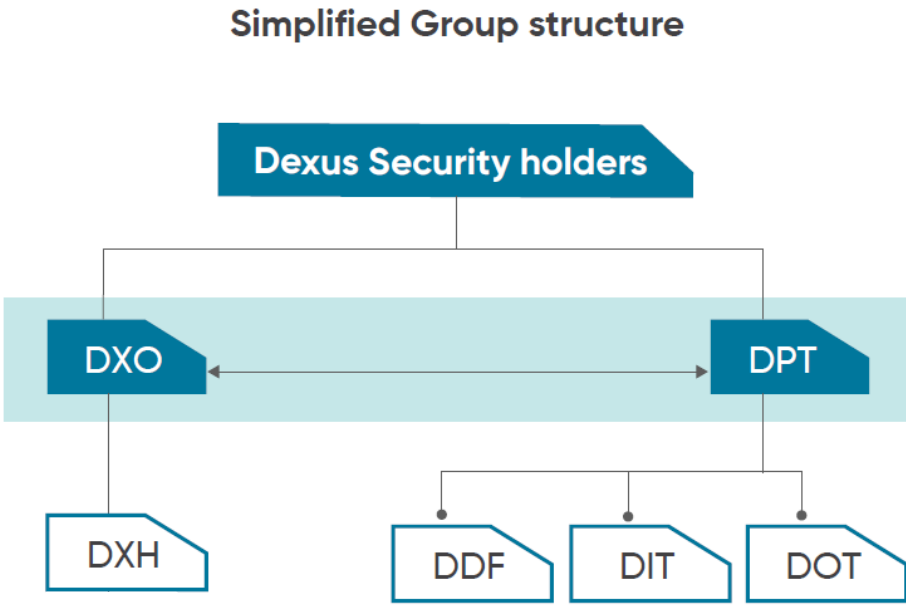 Simplified Group structure
Dexus Security holders
DXO
DPT
DXH
DDF
DIT
DOT